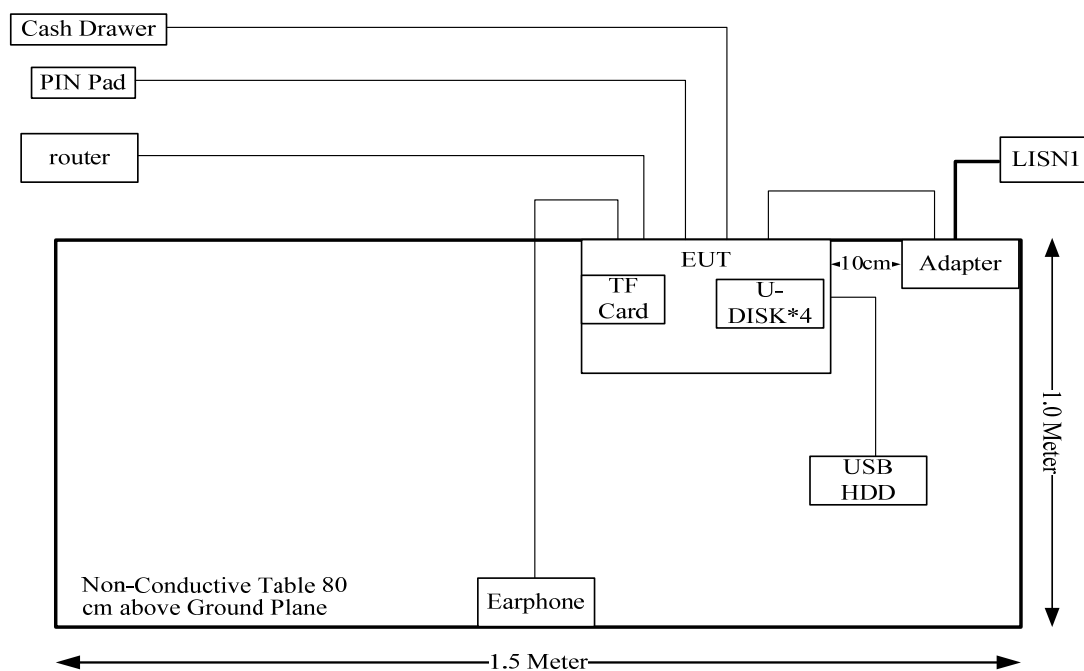 Cash Drawer
PIN Pad
router
LISN1
EUT
10cm
Adapter
TF
Card
U-
DISK*4
1.0 Meter
USB
HDD
Non-Conductive Table 80
cm above Ground Plane
Earphone
1.5 Meter